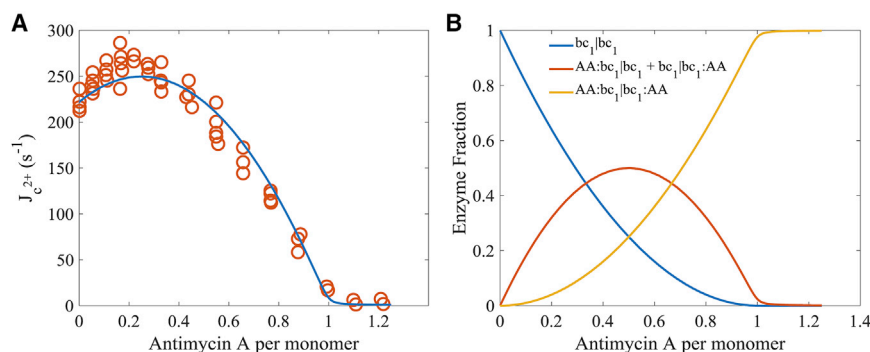 A
J_c²⁺ (s⁻¹)
300
250
200
150
100
50
0
0 0.2 0.4 0.6 0.8 1 1.2
Antimycin A per monomer
B
Enzyme Fraction
1
0.8
0.6
0.4
0.2
0
bc₁|bc₁
AA:bc₁|bc₁ + bc₁|bc₁:AA
AA:bc₁|bc₁:AA
0 0.2 0.4 0.6 0.8 1 1.2 1.4
Antimycin A per monomer